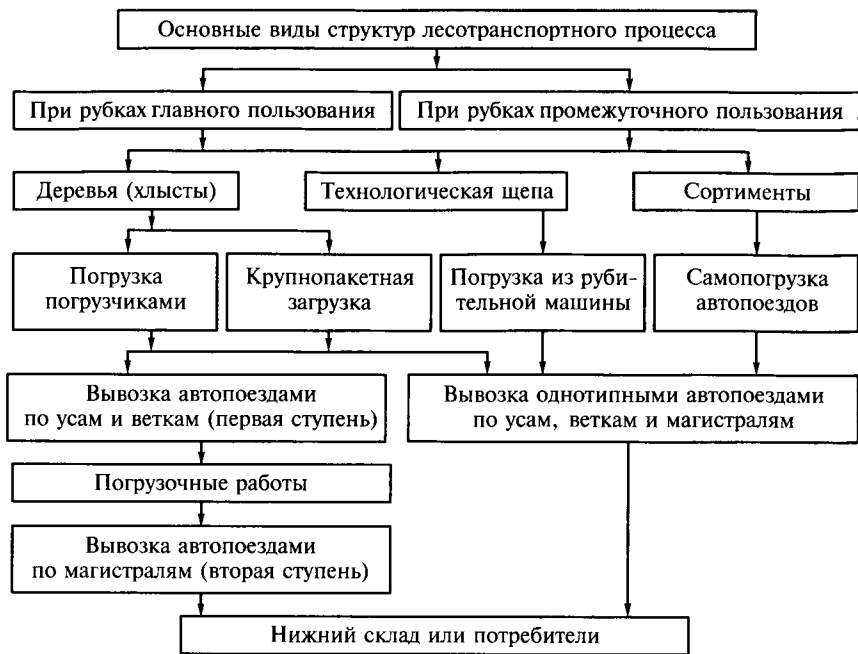 Основные виды структур лесотранспортного процесса
При рубках главного пользования
При рубках промежуточного пользования
Деревья (хлысты)
Технологическая щепа
Сортименты
Погрузка
погрузчиками
Крупнопакетная
загрузка
Погрузка из руби-
тельной машины
Самопогрузка
автопоездов
Вывозка автопоездами
по усам и веткам (первая ступень)
Вывозка однотипными автопоездами
по усам, веткам и магистралям
Погрузочные работы
Вывозка автопоездами
по магистралям (вторая ступень)
Нижний склад или потребители